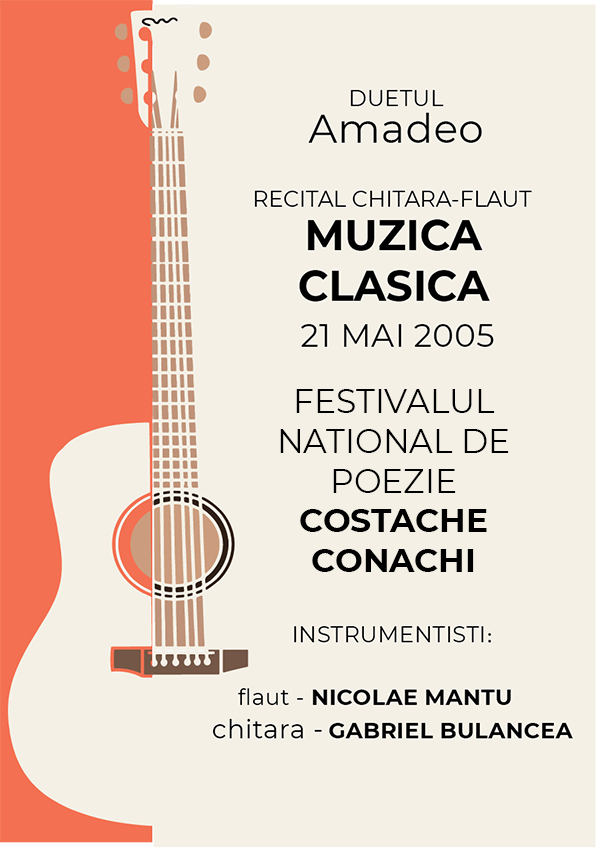 DUETUL
Amadeo
RECITAL CHITARA-FLAUT
MUZICA
CLASICA
21 MAI 2005
FESTIVALUL
NATIONAL DE
POEZIE
COSTACHE
CONACHI
INSTRUMENTISTI:
flaut - NICOLAE MANTU
chitara - GABRIEL BULANCEA